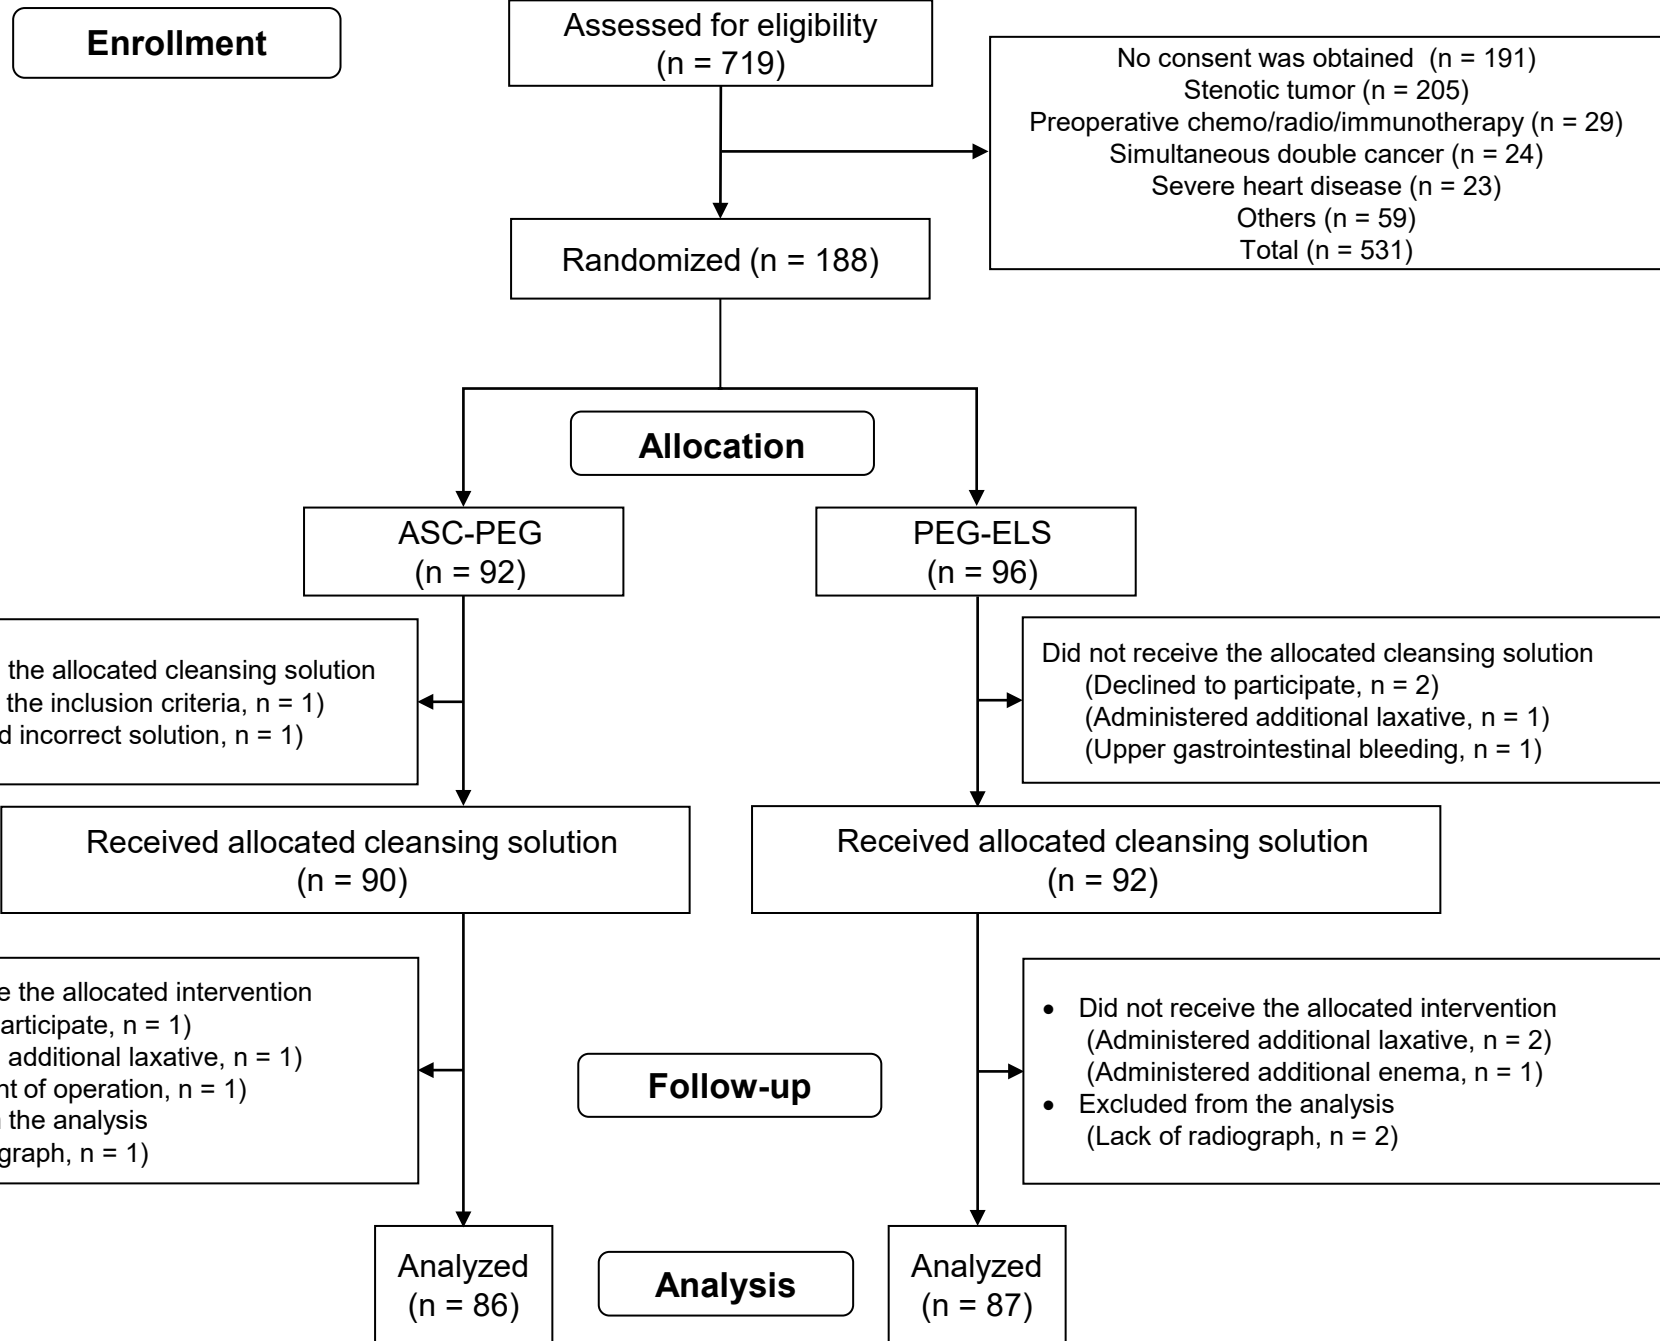 Enrollment
Assessed for eligibility
(n = 719)
No consent was obtained (n = 191)
Stenotic tumor (n = 205)
Preoperative chemo/radio/immunotherapy (n = 29)
Simultaneous double cancer (n = 24)
Severe heart disease (n = 23)
Others (n = 59)
Total (n = 531)
Randomized (n = 188)
Allocation
ASC-PEG
(n = 92)
PEG-ELS
(n = 96)
the allocated cleansing solution
the inclusion criteria, n = 1)
d incorrect solution, n = 1)
Did not receive the allocated cleansing solution
(Declined to participate, n = 2)
(Administered additional laxative, n = 1)
(Upper gastrointestinal bleeding, n = 1)
Received allocated cleansing solution
(n = 90)
Received allocated cleansing solution
(n = 92)
e the allocated intervention
articipate, n = 1)
additional laxative, n = 1)
nt of operation, n = 1)
the analysis
graph, n = 1)
• Did not receive the allocated intervention
(Administered additional laxative, n = 2)
(Administered additional enema, n = 1)
• Excluded from the analysis
(Lack of radiograph, n = 2)
Follow-up
Analyzed
(n = 86)
Analysis
Analyzed
(n = 87)